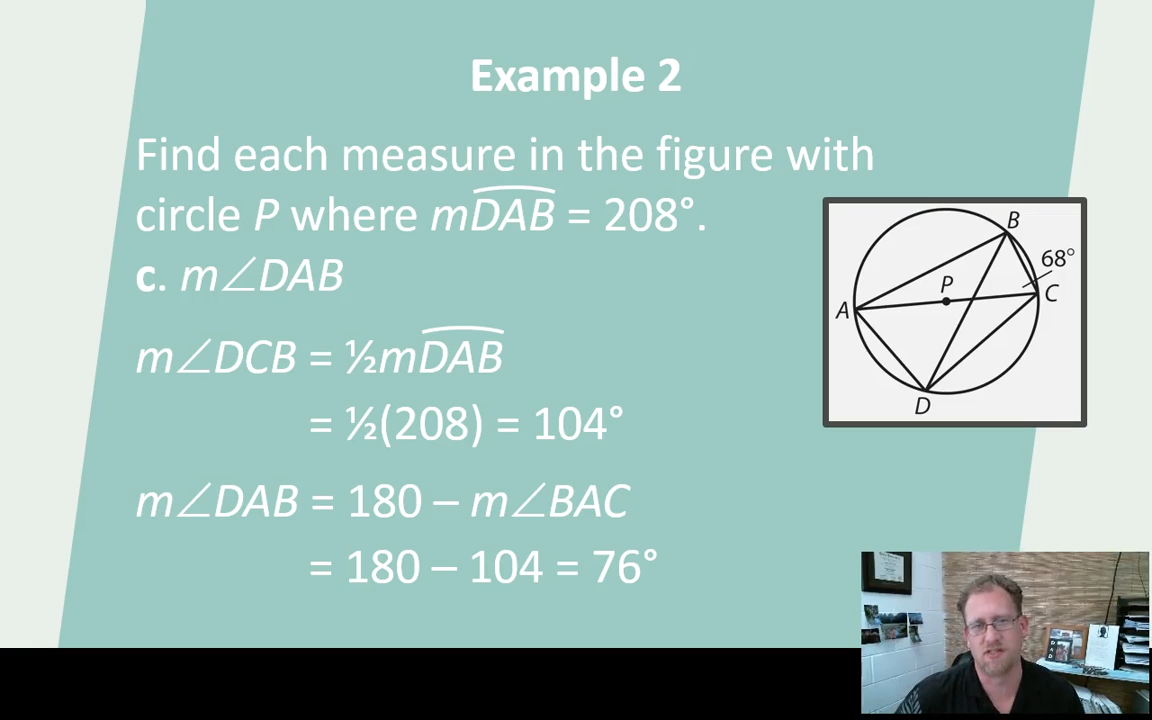 Example 2
Find each measure in the figure with
circle P where mDAB = 208°.
c. m∠DAB
m∠DCB = ½mDAB
= ½(208) = 104°
m∠DAB = 180 – m∠BAC
= 180 – 104 = 76°
B
68°
P
C
A
D